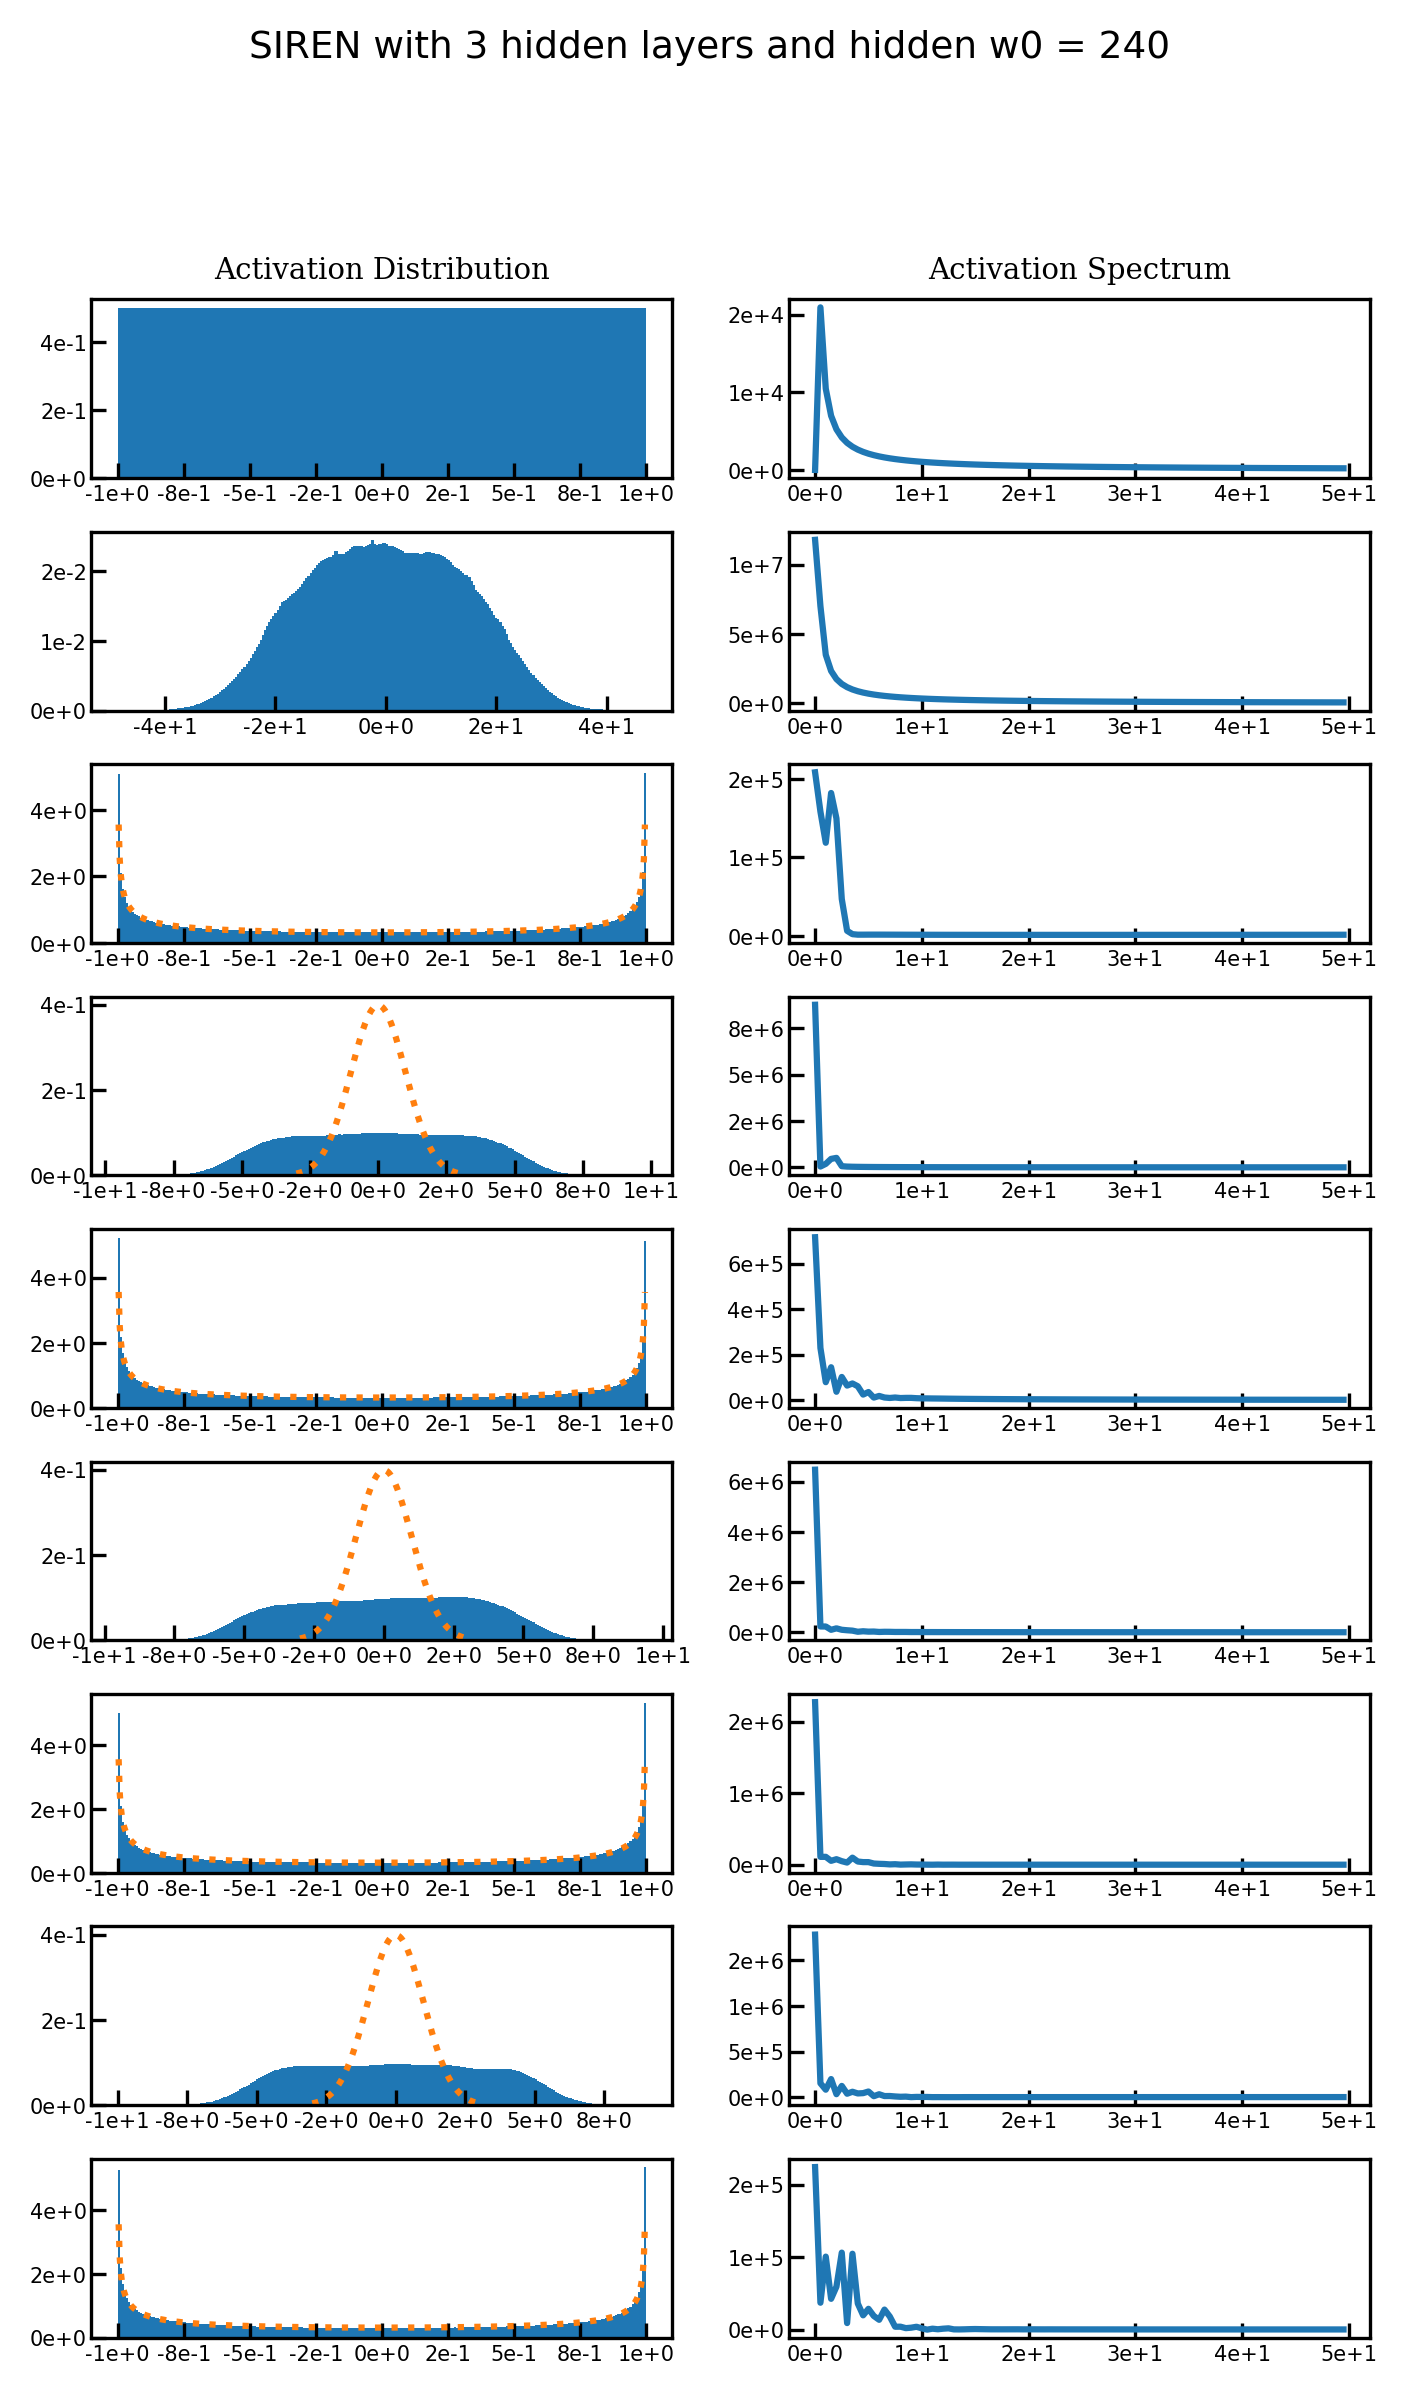 SIREN with 3 hidden layers and hidden w0 = 240
Activation Distribution
Activation Spectrum
4e-1
2e-1
0e+0
-1e+0 -8e-1 -5e-1 -2e-1 0e+0 2e-1 5e-1 8e-1 1e+0
2e+4
1e+4
0e+0
0e+0 1e+1 2e+1 3e+1 4e+1 5e+1
2e-2
1e-2
0e+0
-4e+1 -2e+1 0e+0 2e+1 4e+1
1e+7
5e+6
0e+0
0e+0 1e+1 2e+1 3e+1 4e+1 5e+1
4e+0
2e+0
0e+0
-1e+0 -8e-1 -5e-1 -2e-1 0e+0 2e-1 5e-1 8e-1 1e+0
2e+5
1e+5
0e+0
0e+0 1e+1 2e+1 3e+1 4e+1 5e+1
4e-1
2e-1
0e+0
-1e+1 -8e+0 -5e+0 -2e+0 0e+0 2e+0 5e+0 8e+0 1e+1
8e+6
5e+6
2e+6
0e+0
0e+0 1e+1 2e+1 3e+1 4e+1 5e+1
4e+0
2e+0
0e+0
-1e+0 -8e-1 -5e-1 -2e-1 0e+0 2e-1 5e-1 8e-1 1e+0
6e+5
4e+5
2e+5
0e+0
0e+0 1e+1 2e+1 3e+1 4e+1 5e+1
4e-1
2e-1
0e+0
-1e+1 -8e+0 -5e+0 -2e+0 0e+0 2e+0 5e+0 8e+0 1e+1
6e+6
4e+6
2e+6
0e+0
0e+0 1e+1 2e+1 3e+1 4e+1 5e+1
4e+0
2e+0
0e+0
-1e+0 -8e-1 -5e-1 -2e-1 0e+0 2e-1 5e-1 8e-1 1e+0
2e+6
1e+6
0e+0
0e+0 1e+1 2e+1 3e+1 4e+1 5e+1
4e-1
2e-1
0e+0
-1e+1 -8e+0 -5e+0 -2e+0 0e+0 2e+0 5e+0 8e+0
2e+6
1e+6
5e+5
0e+0
0e+0 1e+1 2e+1 3e+1 4e+1 5e+1
4e+0
2e+0
0e+0
-1e+0 -8e-1 -5e-1 -2e-1 0e+0 2e-1 5e-1 8e-1 1e+0
2e+5
1e+5
0e+0
0e+0 1e+1 2e+1 3e+1 4e+1 5e+1